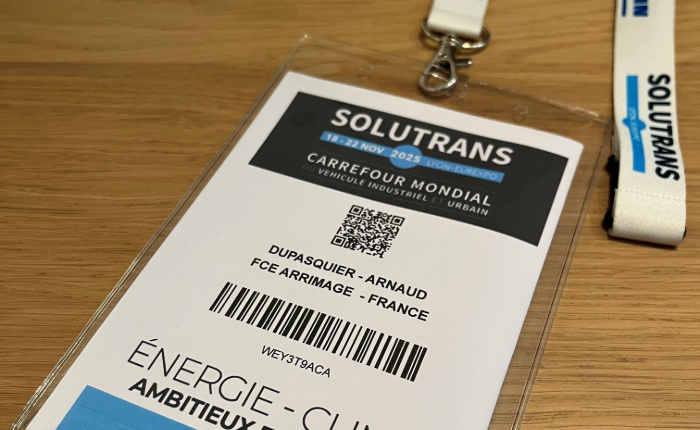 SOLUTRANS
18 - 22 NOV 2025 LYON-EUREXPO
CARREFOUR MONDIAL
DU VEHICULE INDUSTRIEL ET URBAIN
DUPASQUIER - ARNAUD
FCE ARRIMAGE - FRANCE
WEY3T9ACA
ÉNERGIE -
AMBITIEUX
SOLUTRANS